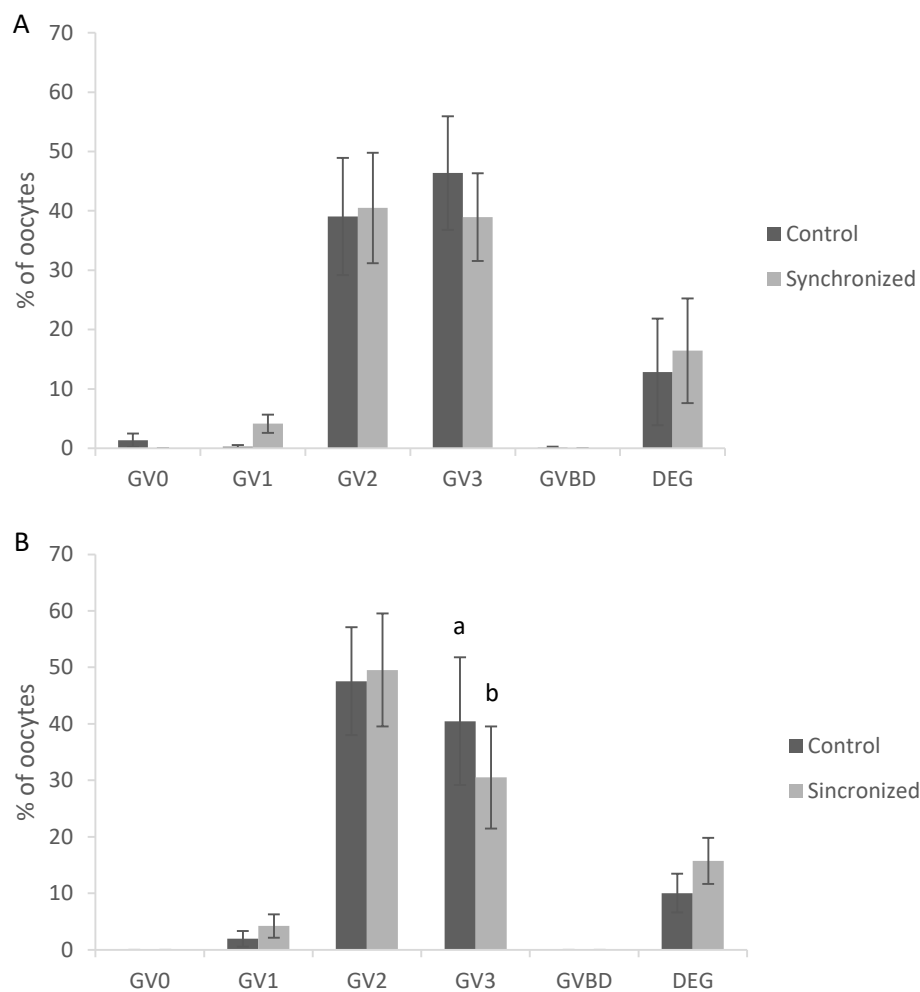 A
70
60
50
40
30
20
10
0
% of oocytes
GV0 GV1 GV2 GV3 GVBD DEG
Control
Synchronized
B
70
60
50
40
30
20
10
0
% of oocytes
a
b
GV0 GV1 GV2 GV3 GVBD DEG
Control
Sincronized